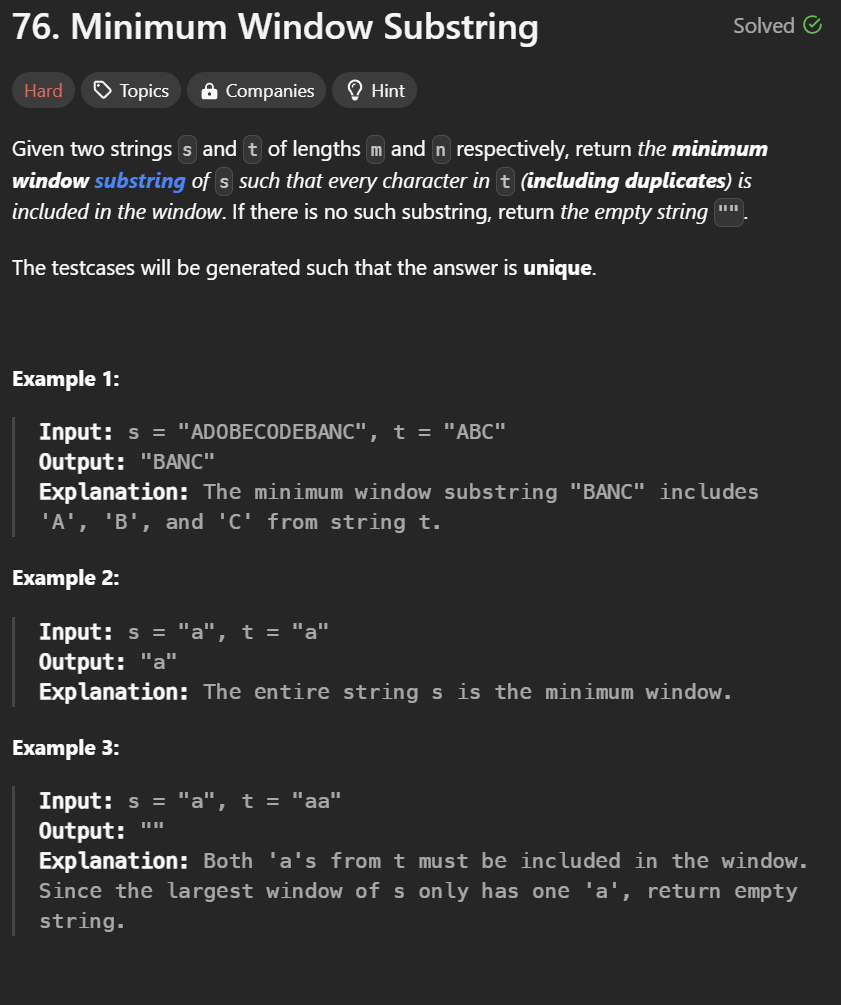 76. Minimum Window Substring
Solved
Hard Topics Companies Hint
Given two strings s and t of lengths m and n respectively, return the minimum
window substring of s such that every character in t (including duplicates) is
included in the window. If there is no such substring, return the empty string "".
The testcases will be generated such that the answer is unique.
Example 1:
Input: s = "ADOBECODEBANC", t = "ABC"
Output: "BANC"
Explanation: The minimum window substring "BANC" includes
'A', 'B', and 'C' from string t.
Example 2:
Input: s = "a", t = "a"
Output: "a"
Explanation: The entire string s is the minimum window.
Example 3:
Input: s = "a", t = "aa"
Output: ""
Explanation: Both 'a's from t must be included in the window.
Since the largest window of s only has one 'a', return empty
string.